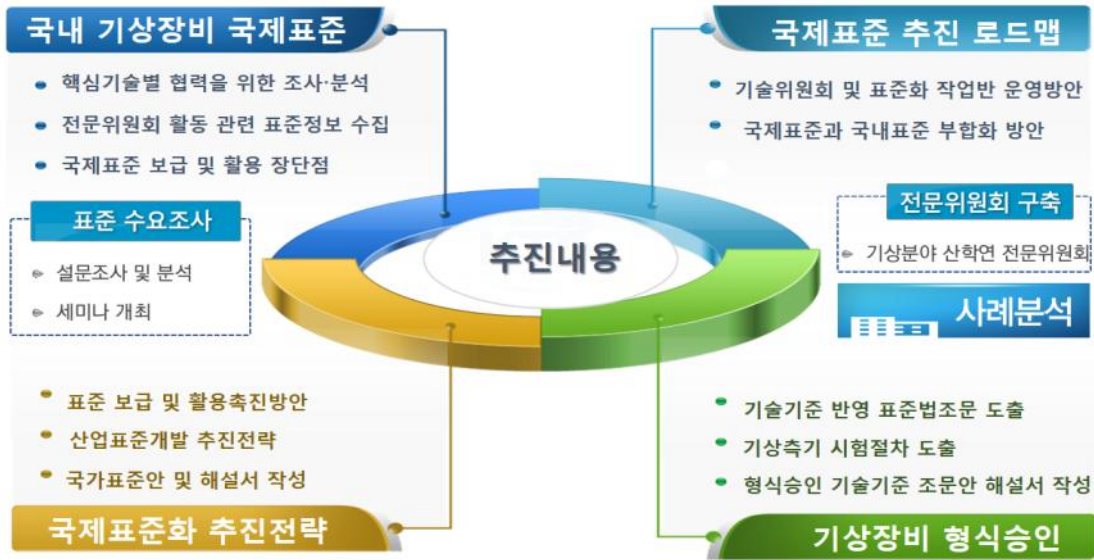 국내 기상장비 국제표준
핵심기술별 협력을 위한 조사·분석
전문위원회 활동 관련 표준정보 수집
국제표준 보급 및 활용 장단점
표준 수요조사
설문조사 및 분석
세미나 개최
국제표준 추진 로드맵
기술위원회 및 표준화 작업반 운영방안
국제표준과 국내표준 부합화 방안
전문위원회 구축
기상분야 산학연 전문위원회
사례분석
추진내용
표준 보급 및 활용촉진방안
산업표준개발 추진전략
국가표준안 및 해설서 작성
국제표준화 추진전략
기술기준 반영 표준법조문 도출
기상측기 시험절차 도출
형식승인 기술기준 조문안 해설서 작성
기상장비 형식승인